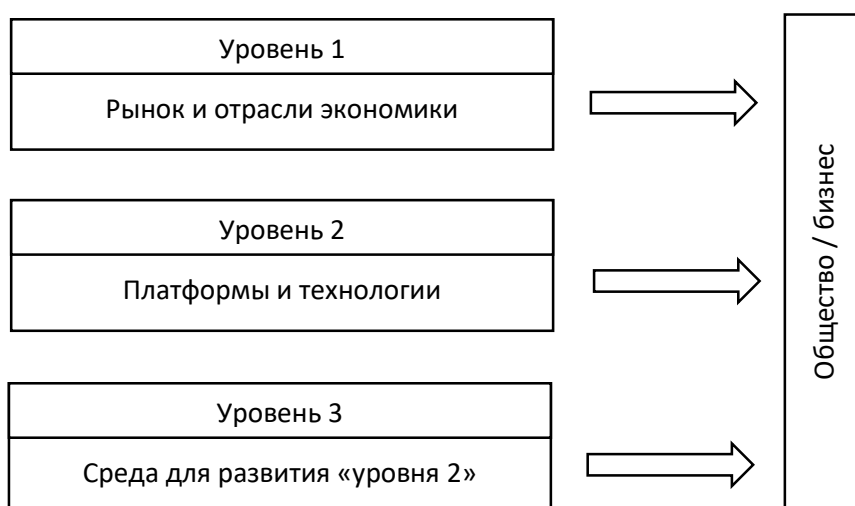 Уровень 1
Рынок и отрасли экономики
Уровень 2
Платформы и технологии
Уровень 3
Среда для развития «уровня 2»
Общество / бизнес